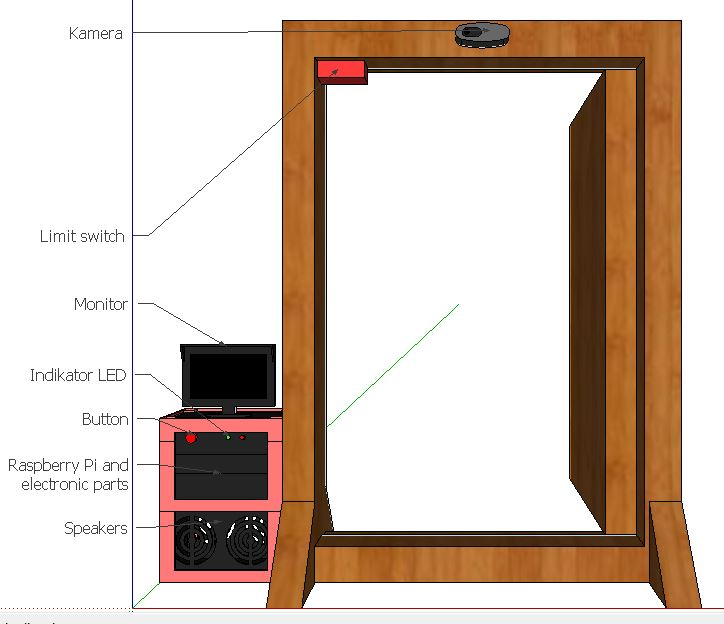 Kamera
Limit switch
Monitor
Indikator LED
Button
Raspberry Pi and
electronic parts
Speakers